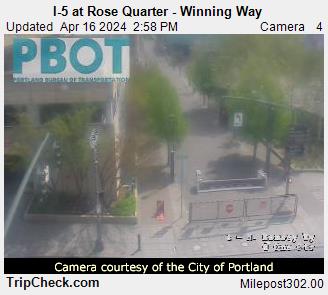 I-5 at Rose Quarter - Winning Way
Updated Apr 16 2024 2:58 PM Camera 4
PBOT
PORTLAND BUREAU OF TRANSPORTATION
Camera courtesy of the City of Portland
TripCheck.com Milepost302.00